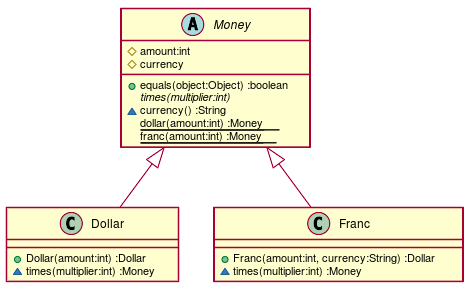 A Money
amount:int
currency
equals(object:Object) :boolean
times(multiplier:int)
currency() :String
dollar(amount:int) :Money
franc(amount:int) :Money
C Dollar
Dollar(amount:int) :Dollar
times(multiplier:int) :Money
C Franc
Franc(amount:int, currency:String) :Dollar
times(multiplier:int) :Money